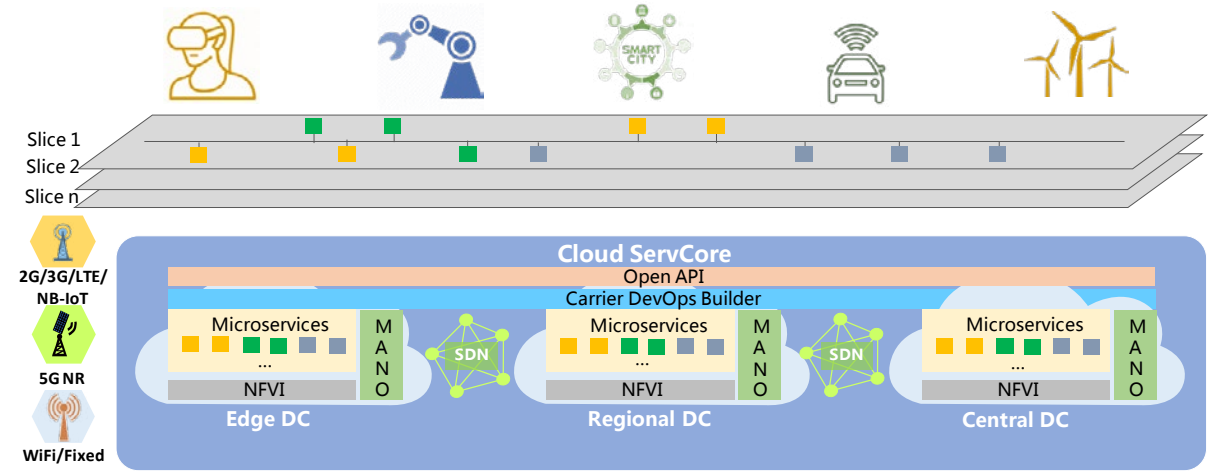 SMART
CITY
Slice 1
Slice 2
Slice n
2G/3G/LTE/
NB-IoT
5G NR
WiFi/Fixed
Cloud ServCore
Open API
Carrier DevOps Builder
Microservices
...
NFVI
M
A
N
O
Edge DC
SDN
Microservices
...
NFVI
M
A
N
O
Regional DC
SDN
Microservices
...
NFVI
M
A
N
O
Central DC